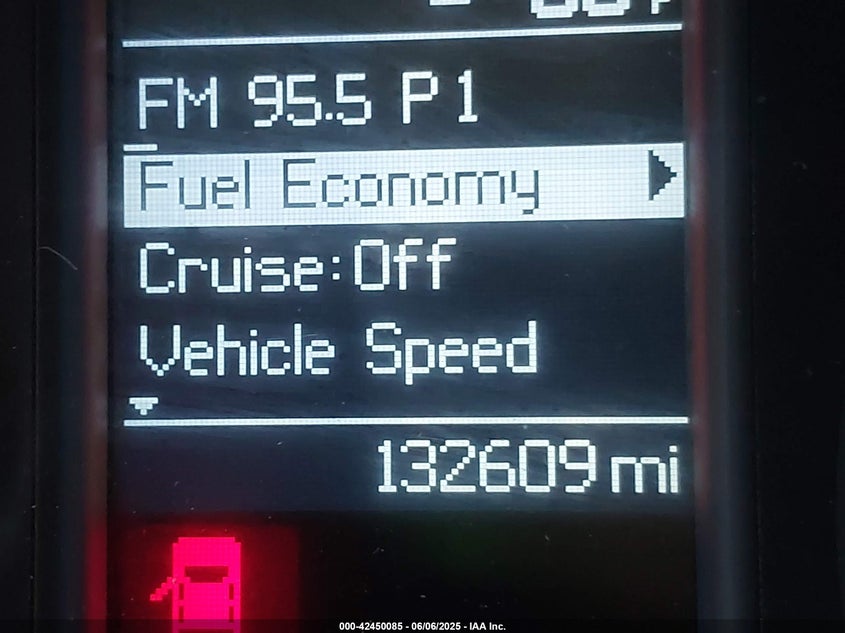 FM 95.5 P1
Fuel Economy
Cruise:Off
Vehicle Speed
132609 mi
000-42450085 - 06/06/2025 - IAA Inc.